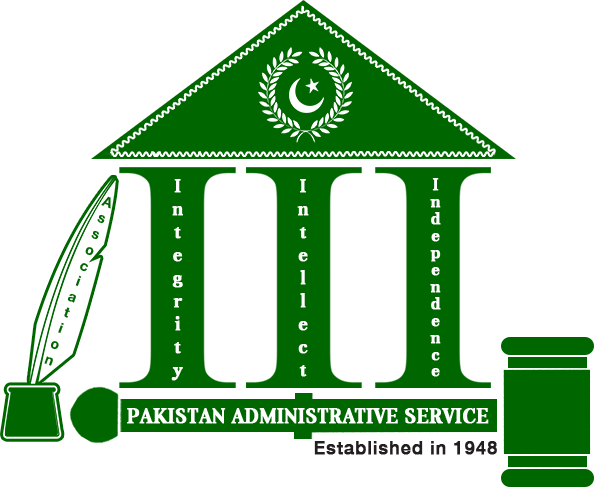 Association
Integrity
Intellect
Independence
PAKISTAN ADMINISTRATIVE SERVICE
Established in 1948